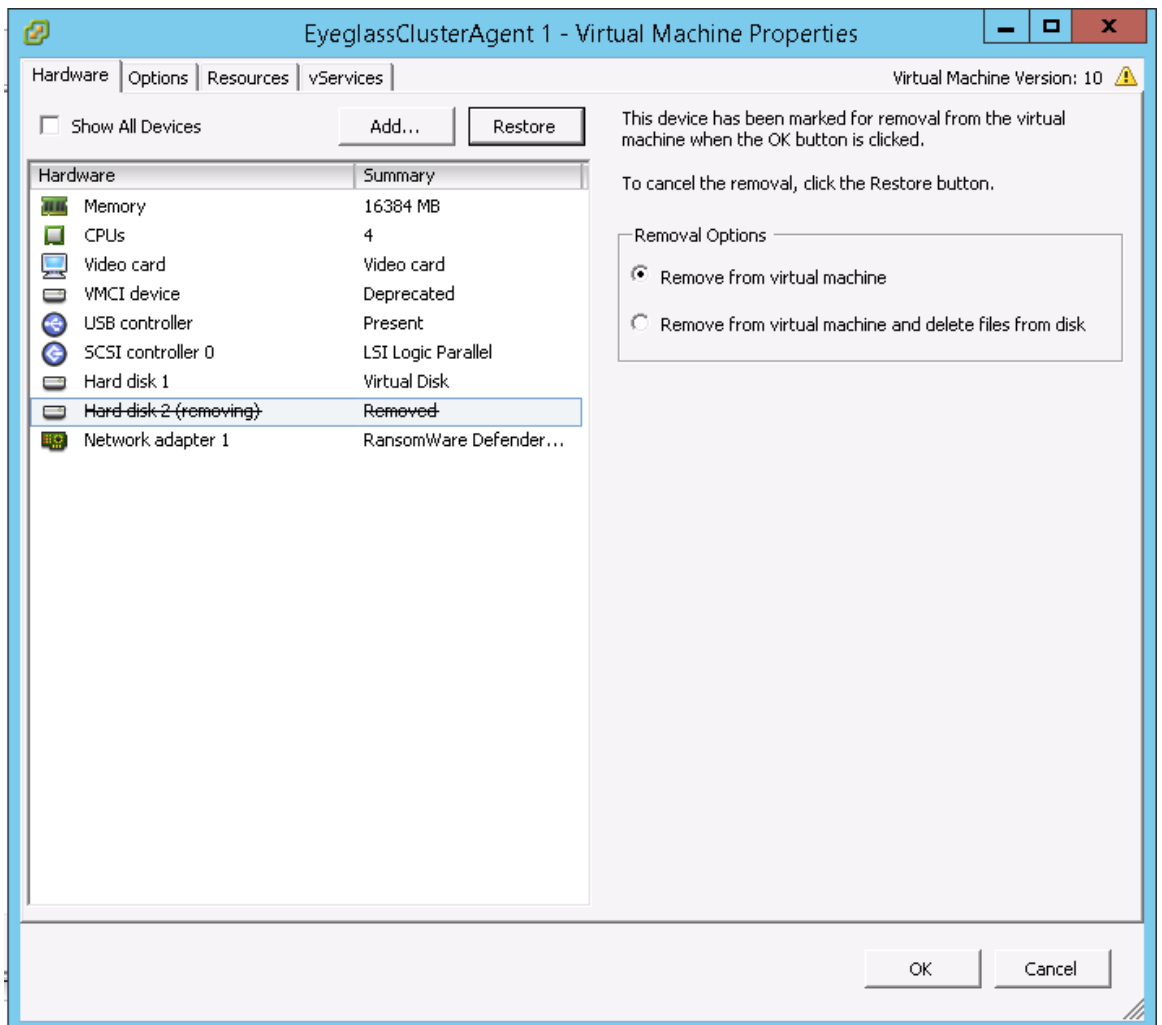 EyeglassClusterAgent 1 - Virtual Machine Properties
Hardware Options Resources vServices
Virtual Machine Version: 10
Show All Devices
Add...
Restore
Hardware Summary
Memory 16384 MB
CPUs 4
Video card Video card
VMCI device Deprecated
USB controller Present
SCSI controller 0 LSI Logic Parallel
Hard disk 1 Virtual Disk
Hard disk 2 (removing) Removed
Network adapter 1 RansomWare Defender...
This device has been marked for removal from the virtual
machine when the OK button is clicked.
To cancel the removal, click the Restore button.
Removal Options
Remove from virtual machine
Remove from virtual machine and delete files from disk
OK
Cancel